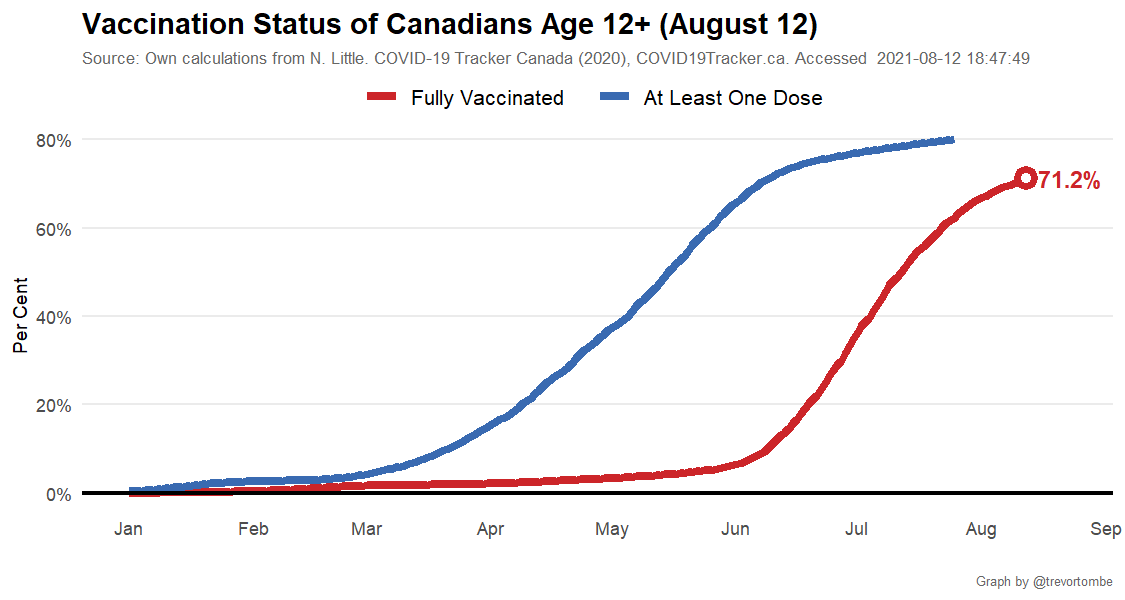 Vaccination Status of Canadians Age 12+ (August 12)
Source: Own calculations from N. Little. COVID-19 Tracker Canada (2020), COVID19Tracker.ca. Accessed  2021-08-12 18:47:49
Fully Vaccinated At Least One Dose
80%
71.2%
60%
Per Cent
40%
20%
0%
Jan Feb Mar Apr May Jun Jul Aug Sep
Graph by @trevortombe